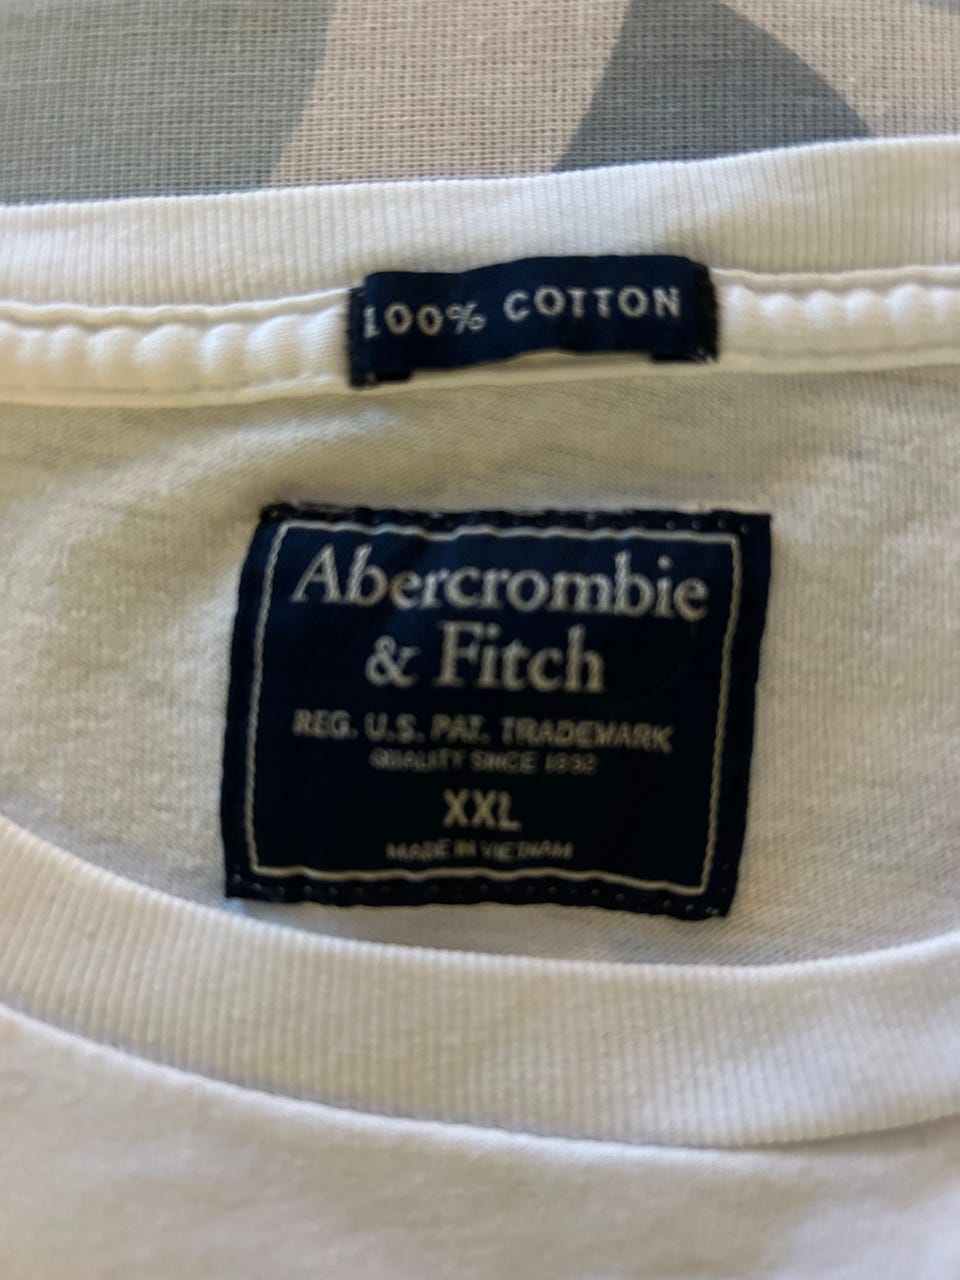 100% COTTON
Abercrombie
& Fitch
REG. U.S. PAT. TRADEMARK
QUALITY SINCE 1892
XXL
MADE IN VIETNAM